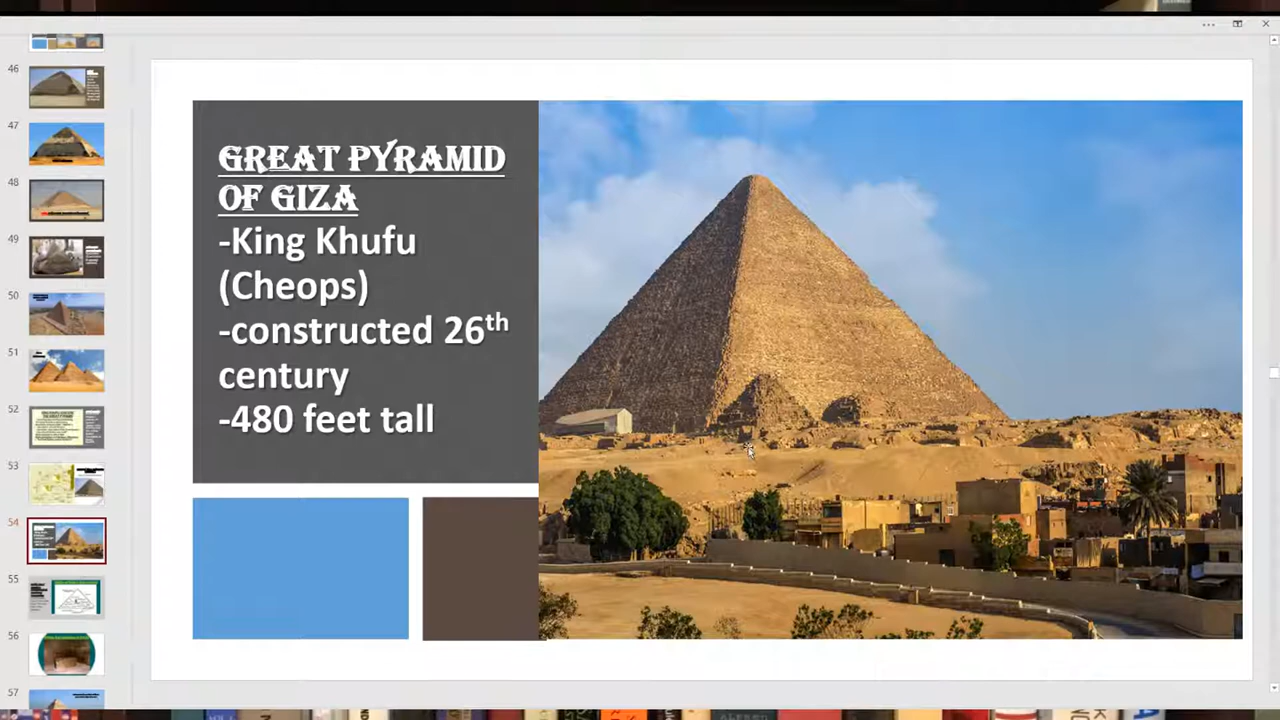 46
47
48
49
50
51
52
53
54
55
56
57
GREAT PYRAMID
OF GIZA
-King Khufu
(Cheops)
-constructed 26th
century
-480 feet tall